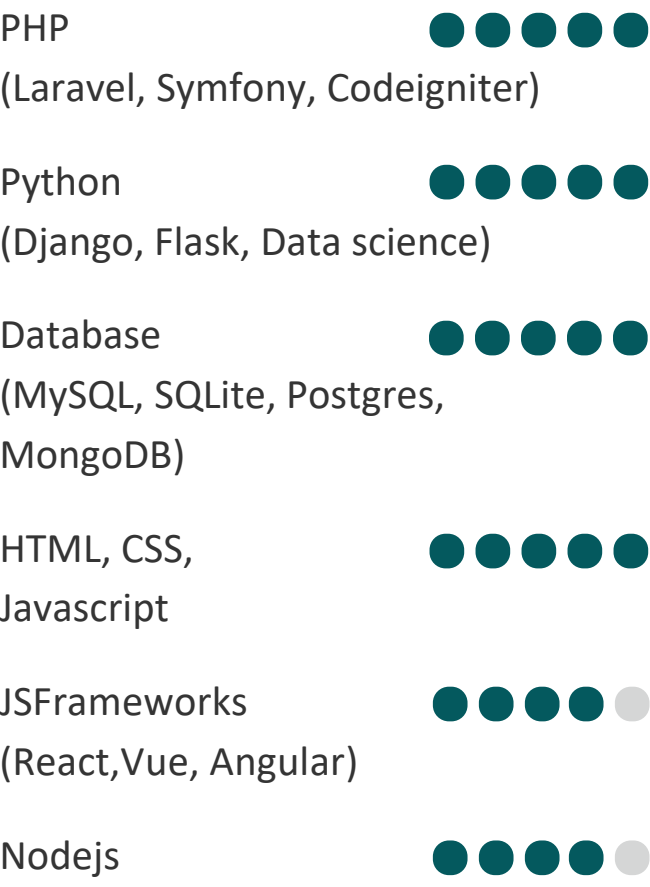 PHP
(Laravel, Symfony, Codeigniter)
Python
(Django, Flask, Data science)
Database
(MySQL, SQLite, Postgres,
MongoDB)
HTML, CSS,
Javascript
JSFrameworks
(React,Vue, Angular)
Nodejs